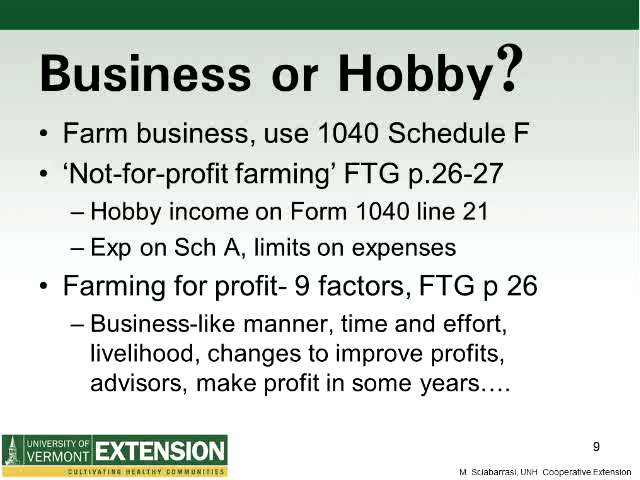 Business or Hobby?
• Farm business, use 1040 Schedule F
• ‘Not-for-profit farming’ FTG p.26-27
– Hobby income on Form 1040 line 21
– Exp on Sch A, limits on expenses
• Farming for profit- 9 factors, FTG p 26
– Business-like manner, time and effort,
livelihood, changes to improve profits,
advisors, make profit in some years….
UNIVERSITY OF
VERMONT EXTENSION
CULTIVATING HEALTHY COMMUNITIES
9
M. Sciabarrasi, UNH Cooperative Extension